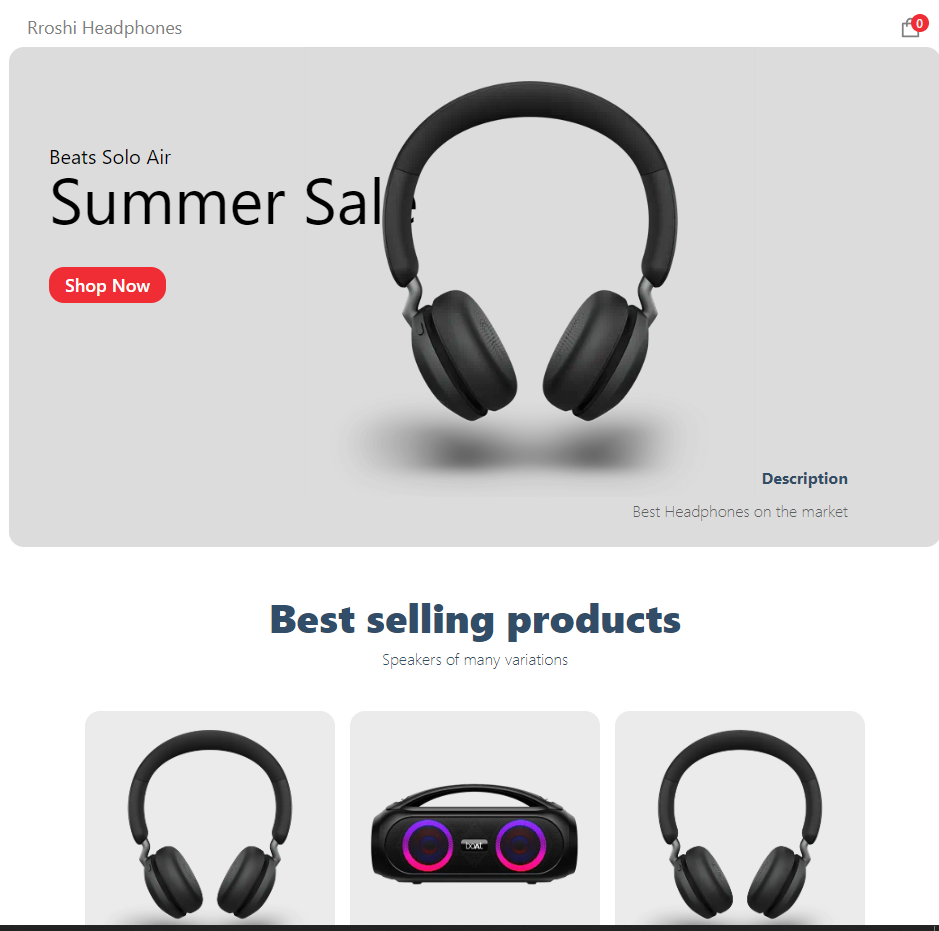 Rroshi Headphones
0
Beats Solo Air
Summer Sale
Shop Now
Description
Best Headphones on the market
Best selling products
Speakers of many variations
boAt